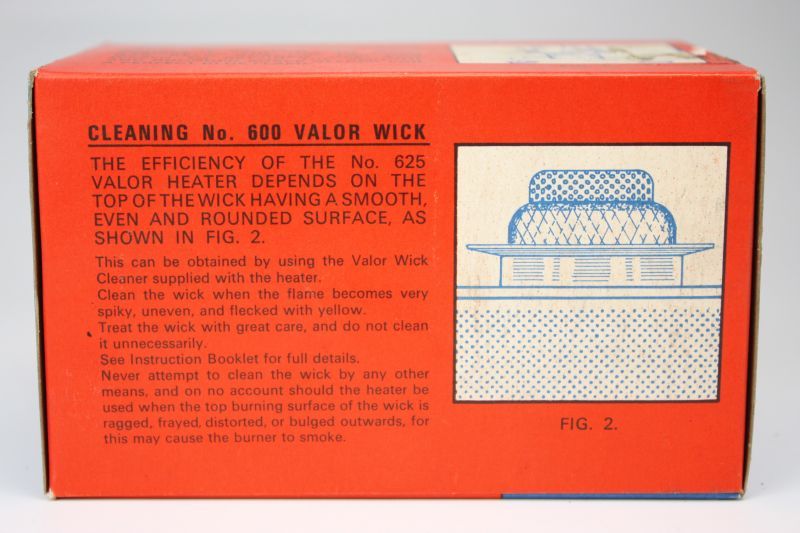 CLEANING No. 600 VALOR WICK
THE EFFICIENCY OF THE No. 625
VALOR HEATER DEPENDS ON THE
TOP OF THE WICK HAVING A SMOOTH,
EVEN AND ROUNDED SURFACE, AS
SHOWN IN FIG. 2.
This can be obtained by using the Valor Wick
Cleaner supplied with the heater.
Clean the wick when the flame becomes very
spiky, uneven, and flecked with yellow.
Treat the wick with great care, and do not clean
it unnecessarily.
See Instruction Booklet for full details.
Never attempt to clean the wick by any other
means, and on no account should the heater be
used when the top burning surface of the wick is
ragged, frayed, distorted, or bulged outwards, for
this may cause the burner to smoke.
FIG. 2.